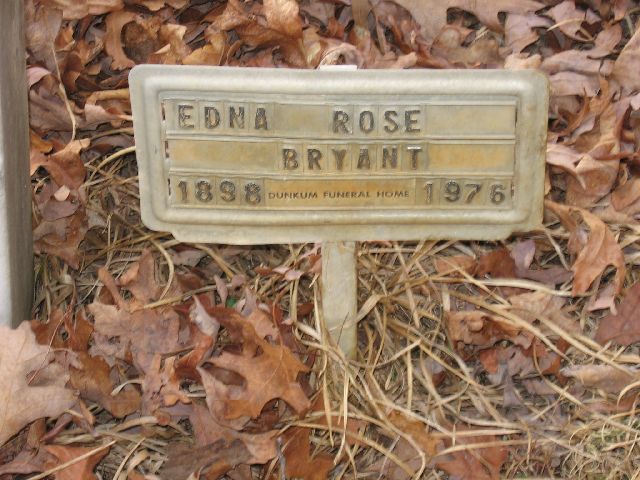 EDNA ROSE
BRYANT
1898 DUNKUM FUNERAL HOME 1976